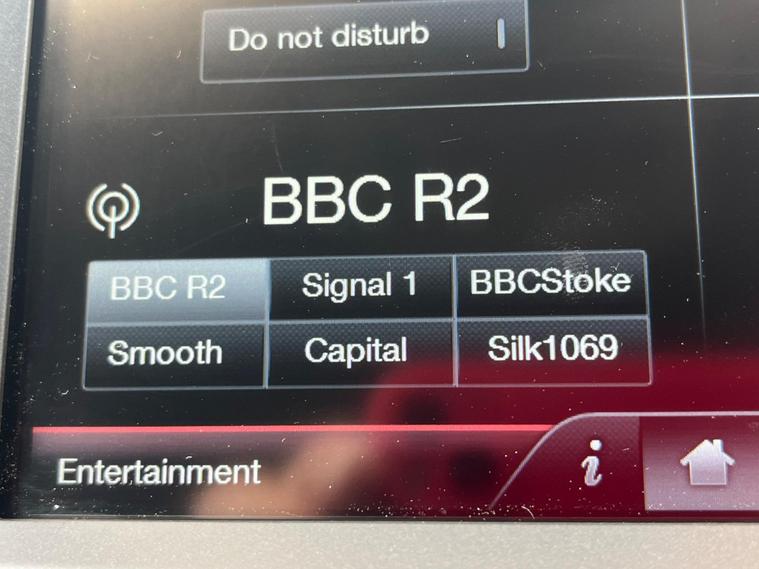 Do not disturb
BBC R2
BBC R2 Signal 1 BBCStoke
Smooth Capital Silk1069
Entertainment i